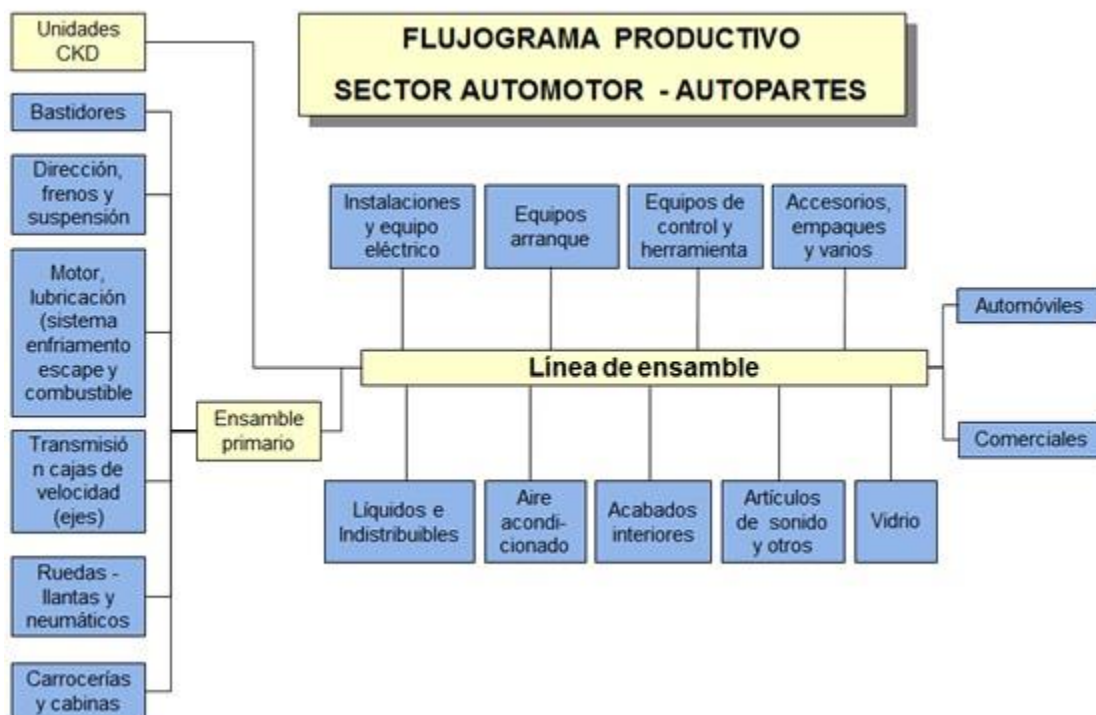 Unidades
CKD
FLUJOGRAMA PRODUCTIVO
SECTOR AUTOMOTOR - AUTOPARTES
Bastidores
Dirección,
frenos y
suspensión
Motor,
lubricación
(sistema
enfriamento
escape y
combustible
Transmisió
n cajas de
velocidad
(ejes)
Ruedas -
llantas y
neumáticos
Carrocerías
y cabinas
Ensamble
primario
Instalaciones
y equipo
eléctrico
Equipos
arranque
Equipos de
control y
herramienta
Accesorios,
empaques
y varios
Línea de ensamble
Líquidos e
Indistribuibles
Aire
acondi-
cionado
Acabados
interiores
Artículos
de sonido
y otros
Vidrio
Automóviles
Comerciales